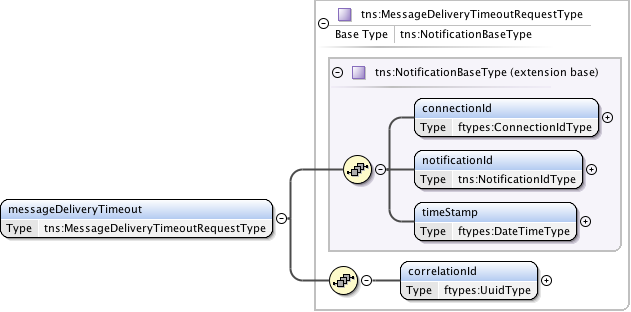 tns:MessageDeliveryTimeoutRequestType
Base Type tns:NotificationBaseType
tns:NotificationBaseType (extension base)
connectionId
Type ftypes:ConnectionIdType
notificationId
Type tns:NotificationIdType
messageDeliveryTimeout
Type tns:MessageDeliveryTimeoutRequestType
timeStamp
Type ftypes:DateTimeType
correlationId
Type ftypes:UuidType